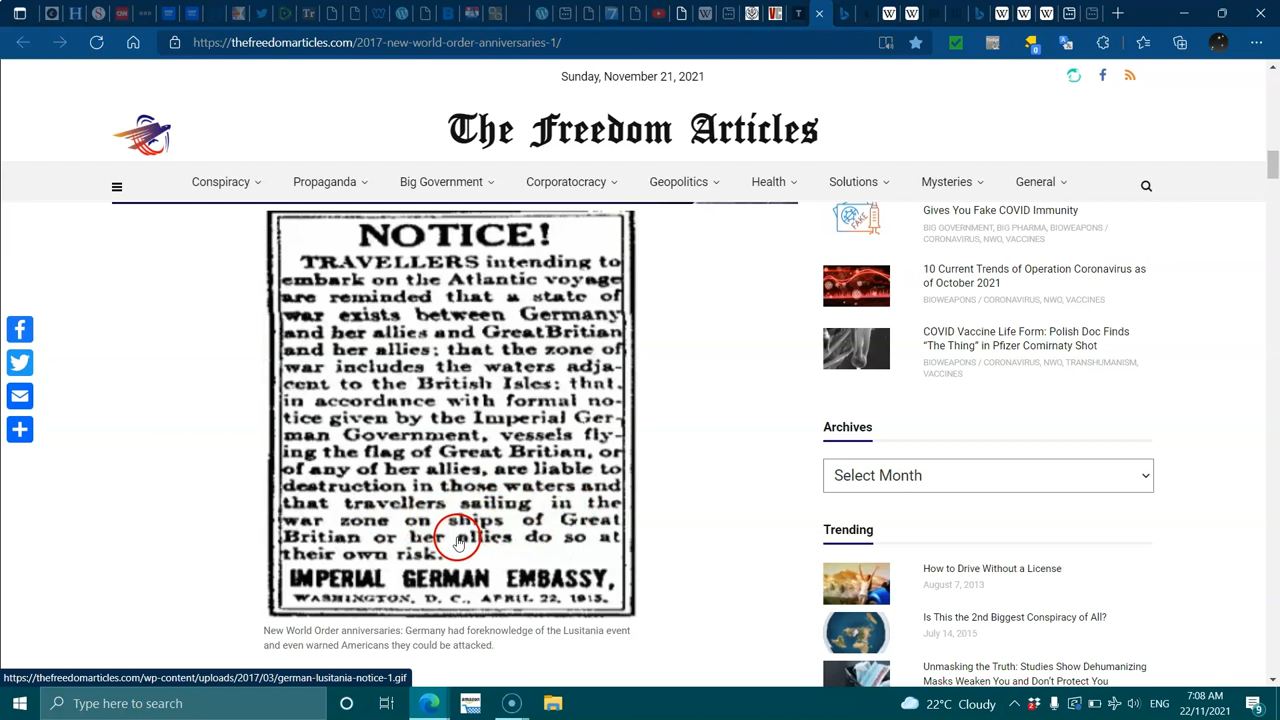 https://thefreedomarticles.com/2017-new-world-order-anniversaries-1/
Sunday, November 21, 2021
The Freedom Articles
Conspiracy Propaganda Big Government Corporatocracy Geopolitics Health Solutions Mysteries General
NOTICE!
TRAVELLERS intending to
embark on the Atlantic voyage
are reminded that a state of
war exists between Germany
and her allies and Great Britian
and her allies; that the zone of
war includes the waters adja-
cent to the British Isles; that,
in accordance with formal no-
tice given by the Imperial Ger-
man Government, vessels fly-
ing the flag of Great Britian, or
of any of her allies, are liable to
destruction in those waters and
that travellers sailing in the
war zone on ships of Great
Britian or her allies do so at
their own risk.
IMPERIAL GERMAN EMBASSY,
WASHINGTON, D. C., APRIL 22, 1915.
New World Order anniversaries: Germany had foreknowledge of the Lusitania event
and even warned Americans they could be attacked.
FAKE
Gives You Fake COVID Immunity
BIG GOVERNMENT, BIG PHARMA, BIOWEAPONS /
CORONAVIRUS, NWO, VACCINES
10 Current Trends of Operation Coronavirus as
of October 2021
BIOWEAPONS / CORONAVIRUS, NWO, VACCINES
COVID Vaccine Life Form: Polish Doc Finds
“The Thing” in Pfizer Comirnaty Shot
BIOWEAPONS / CORONAVIRUS, NWO, TRANSHUMANISM,
VACCINES
Archives
Select Month
Trending
How to Drive Without a License
August 7, 2013
Is This the 2nd Biggest Conspiracy of All?
July 14, 2015
Unmasking the Truth: Studies Show Dehumanizing
Masks Weaken You and Don't Protect You
https://thefreedomarticles.com/wp-content/uploads/2017/03/german-lusitania-notice-1.gif
Type here to search
amazon
22°C Cloudy
ENG
7:08 AM
22/11/2021
9